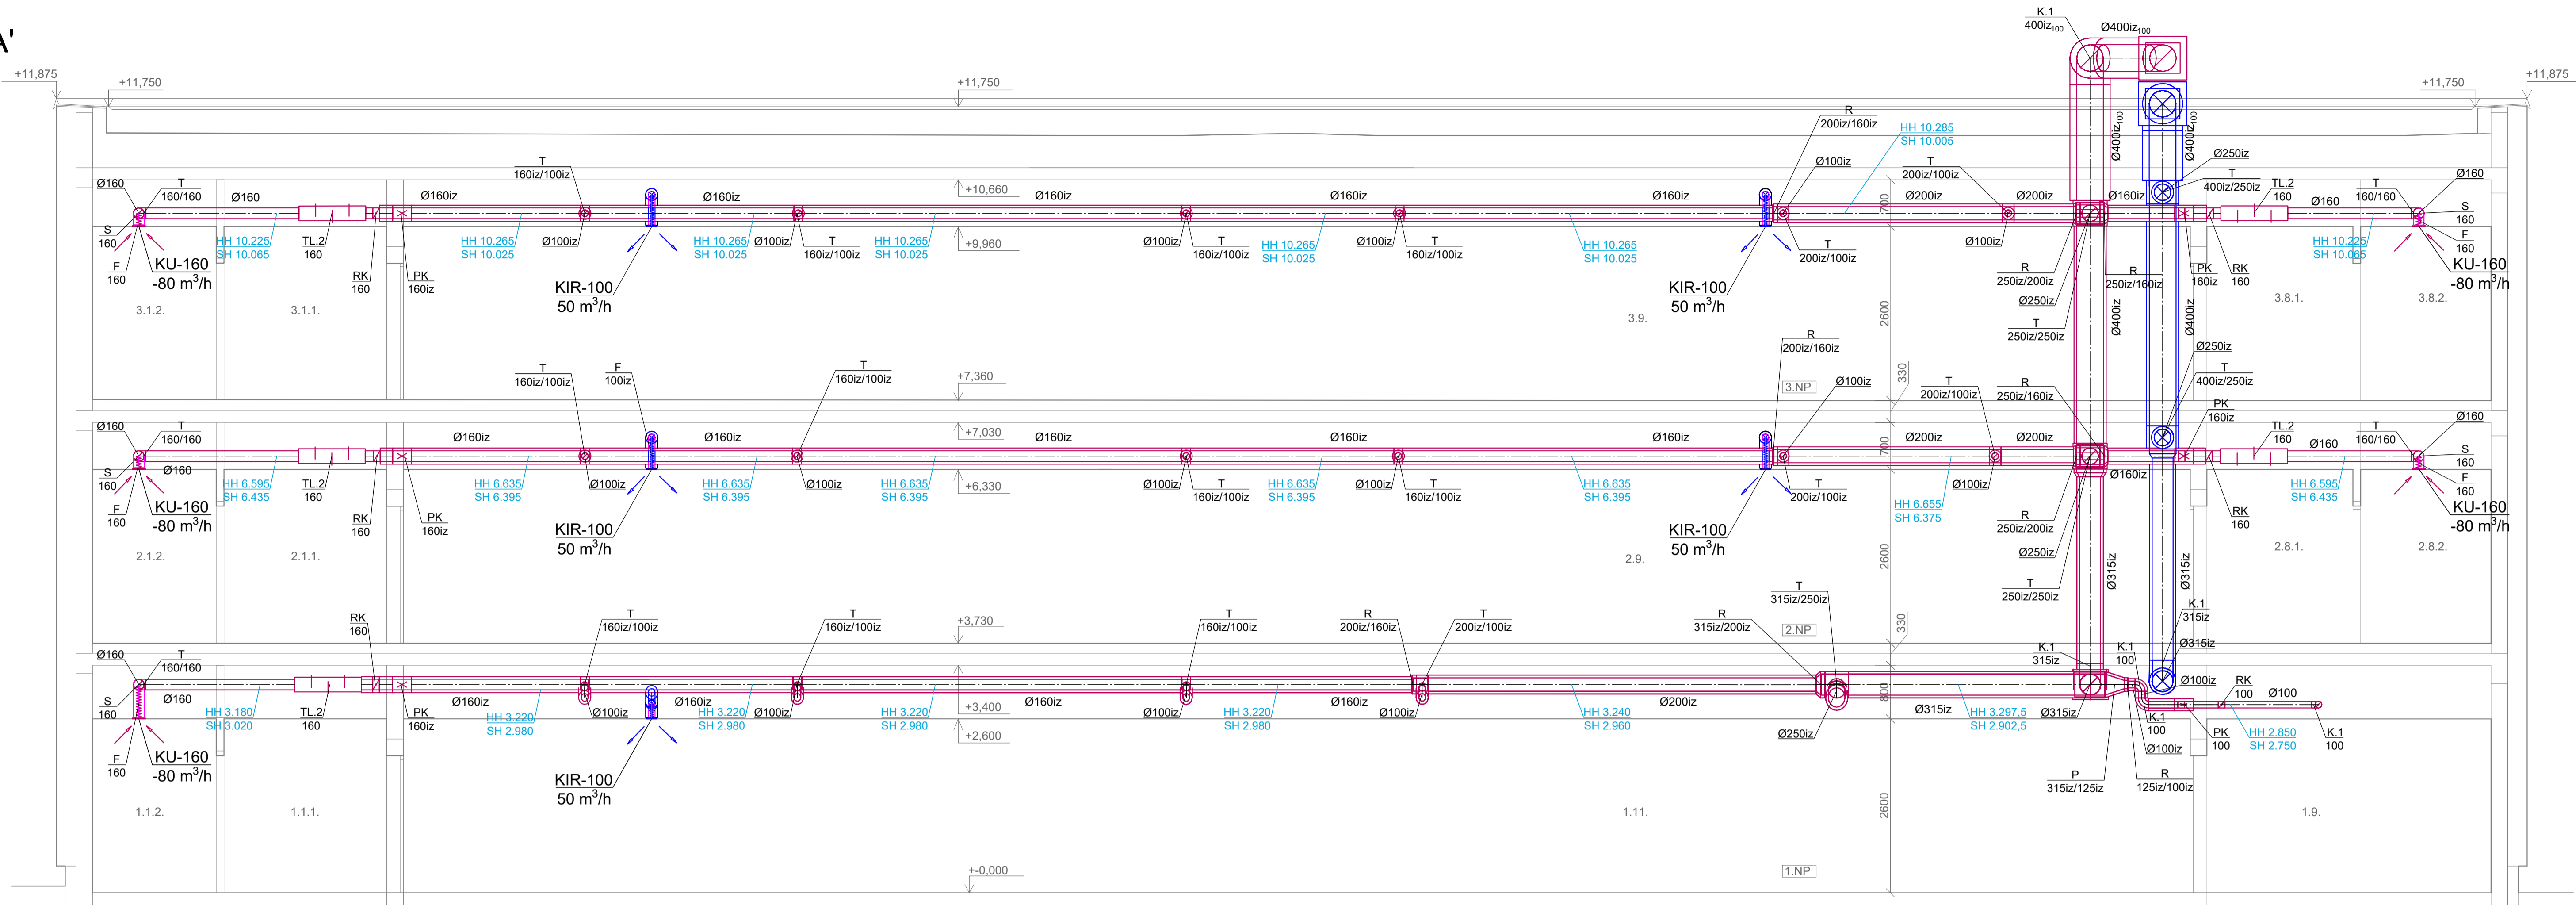 A'
K.1
400iz100
Ø400iz100
+11,875
+11,750
+11,750
+11,750
+11,875
R
200iz/160iz
HH 10.285
SH 10.005
Ø400iz100
Ø400iz100
T
160iz/100iz
Ø100iz
T
200iz/100iz
Ø250iz
T
400iz/250iz
Ø160
T
160/160
Ø160
Ø160iz
Ø160iz
+10,660
Ø160iz
Ø160iz
Ø160iz
700
Ø200iz
Ø200iz
Ø160iz
TL.2
160
Ø160
T
160/160
Ø160
S
160
HH 10.225
SH 10.065
TL.2
160
HH 10.265
SH 10.025
Ø100iz
HH 10.265
SH 10.025
Ø100iz
T
160iz/100iz
HH 10.265
SH 10.025
+9,960
Ø100iz
T
160iz/100iz
HH 10.265
SH 10.025
Ø100iz
T
160iz/100iz
HH 10.265
SH 10.025
T
200iz/100iz
Ø100iz
HH 10.225
SH 10.065
S
160
F
160
F
160
KU-160
-80 m3/h
RK
160
PK
160iz
KIR-100
50 m3/h
KIR-100
50 m3/h
R
250iz/200iz
Ø250iz
R
250iz/160iz
PK
160iz
RK
160
KU-160
-80 m3/h
3.1.2.
3.1.1.
3.9.
2600
T
250iz/250iz
Ø400iz
Ø400iz
3.8.1.
3.8.2.
R
200iz/160iz
Ø250iz
T
160iz/100iz
F
100iz
T
160iz/100iz
+7,360
3.NP
Ø100iz
330
T
200iz/100iz
R
250iz/160iz
T
400iz/250iz
PK
160iz
Ø160
T
160/160
Ø160iz
Ø160iz
+7,030
Ø160iz
Ø160iz
Ø160iz
700
Ø200iz
Ø200iz
TL.2
160
Ø160
T
160/160
Ø160
S
160
Ø160
HH 6.595
SH 6.435
TL.2
160
HH 6.635
SH 6.395
Ø100iz
HH 6.635
SH 6.395
Ø100iz
HH 6.635
SH 6.395
+6,330
Ø100iz
T
160iz/100iz
HH 6.635
SH 6.395
Ø100iz
T
160iz/100iz
HH 6.635
SH 6.395
T
200iz/100iz
HH 6.655
SH 6.375
Ø100iz
Ø160iz
HH 6.595
SH 6.435
S
160
F
160
F
160
KU-160
-80 m3/h
RK
160
PK
160iz
KIR-100
50 m3/h
KIR-100
50 m3/h
R
250iz/200iz
Ø250iz
RK
160
KU-160
-80 m3/h
2.1.2.
2.1.1.
2.9.
2600
T
250iz/250iz
Ø315iz
Ø315iz
2.8.1.
2.8.2.
T
315iz/250iz
RK
160
T
160iz/100iz
T
160iz/100iz
+3,730
T
160iz/100iz
R
200iz/160iz
T
200iz/100iz
R
315iz/200iz
2.NP
330
K.1
315iz
K.1
315iz
K.1
100
Ø315iz
Ø160
T
160/160
Ø160
S
160
HH 3.180
SH 3.020
TL.2
160
PK
160iz
Ø160iz
HH 3.220
SH 2.980
Ø100iz
Ø160iz
HH 3.220
SH 2.980
Ø100iz
HH 3.220
SH 2.980
+3,400
Ø160iz
Ø100iz
HH 3.220
SH 2.980
Ø160iz
Ø100iz
HH 3.240
SH 2.960
Ø200iz
Ø250iz
800
Ø315iz
HH 3.297,5
SH 2.902,5
Ø315iz
Ø100iz
RK
100
Ø100
K.1
100
Ø100iz
PK
100
HH 2.850
SH 2.750
K.1
100
+2,600
F
160
KU-160
-80 m3/h
KIR-100
50 m3/h
P
315iz/125iz
R
125iz/100iz
1.1.2.
1.1.1.
1.11.
2600
1.9.
+-0,000
1.NP